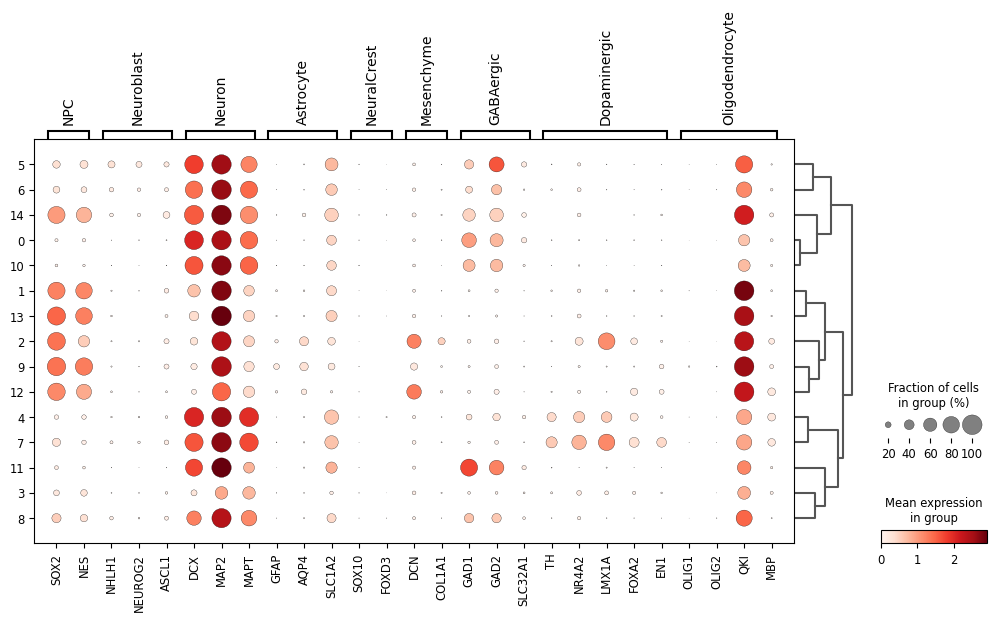 NPC
Neuroblast
Neuron
Astrocyte
NeuralCrest
Mesenchyme
GABAergic
Dopaminergic
Oligodendrocyte
5
6
14
0
10
1
13
2
9
12
4
7
11
3
8
SOX2
NES
NHLH1
NEUROG2
ASCL1
DCX
MAP2
MAPT
GFAP
AQP4
SLC1A2
SOX10
FOXD3
DCN
COL1A1
GAD1
GAD2
SLC32A1
TH
NR4A2
LMX1A
FOXA2
EN1
OLIG1
OLIG2
QKI
MBP
Fraction of cells
in group (%)
20 40 60 80 100
Mean expression
in group
0 1 2